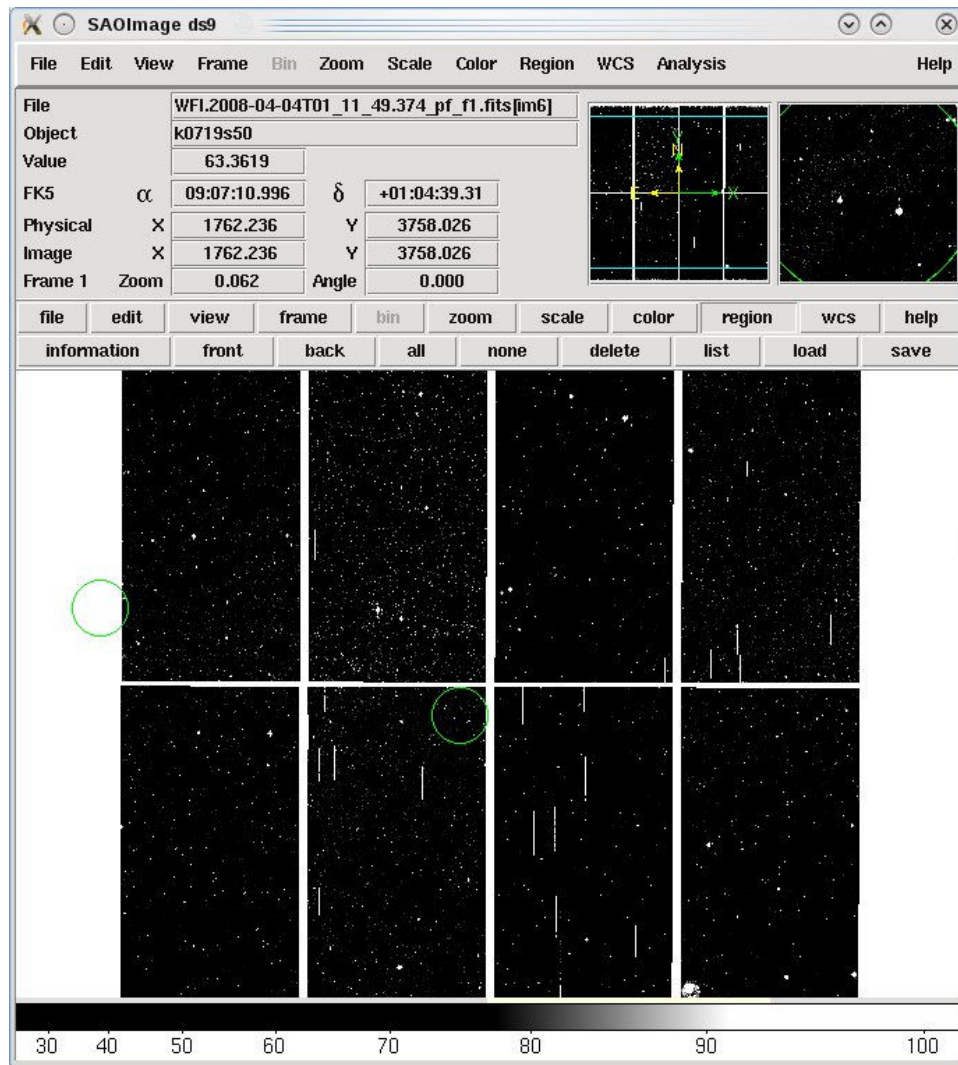 SAOImage ds9
File Edit View Frame Bin Zoom Scale Color Region WCS Analysis Help
File WFI.2008-04-04T01_11_49.374_pf_f1.fits[im6]
Object k0719s50
Value 63.3619
FK5 α 09:07:10.996 δ +01:04:39.31
Physical X 1762.236 Y 3758.026
Image X 1762.236 Y 3758.026
Frame 1 Zoom 0.062 Angle 0.000
Y
N
E X
file edit view frame bin zoom scale color region wcs help
information front back all none delete list load save
30 40 50 60 70 80 90 100